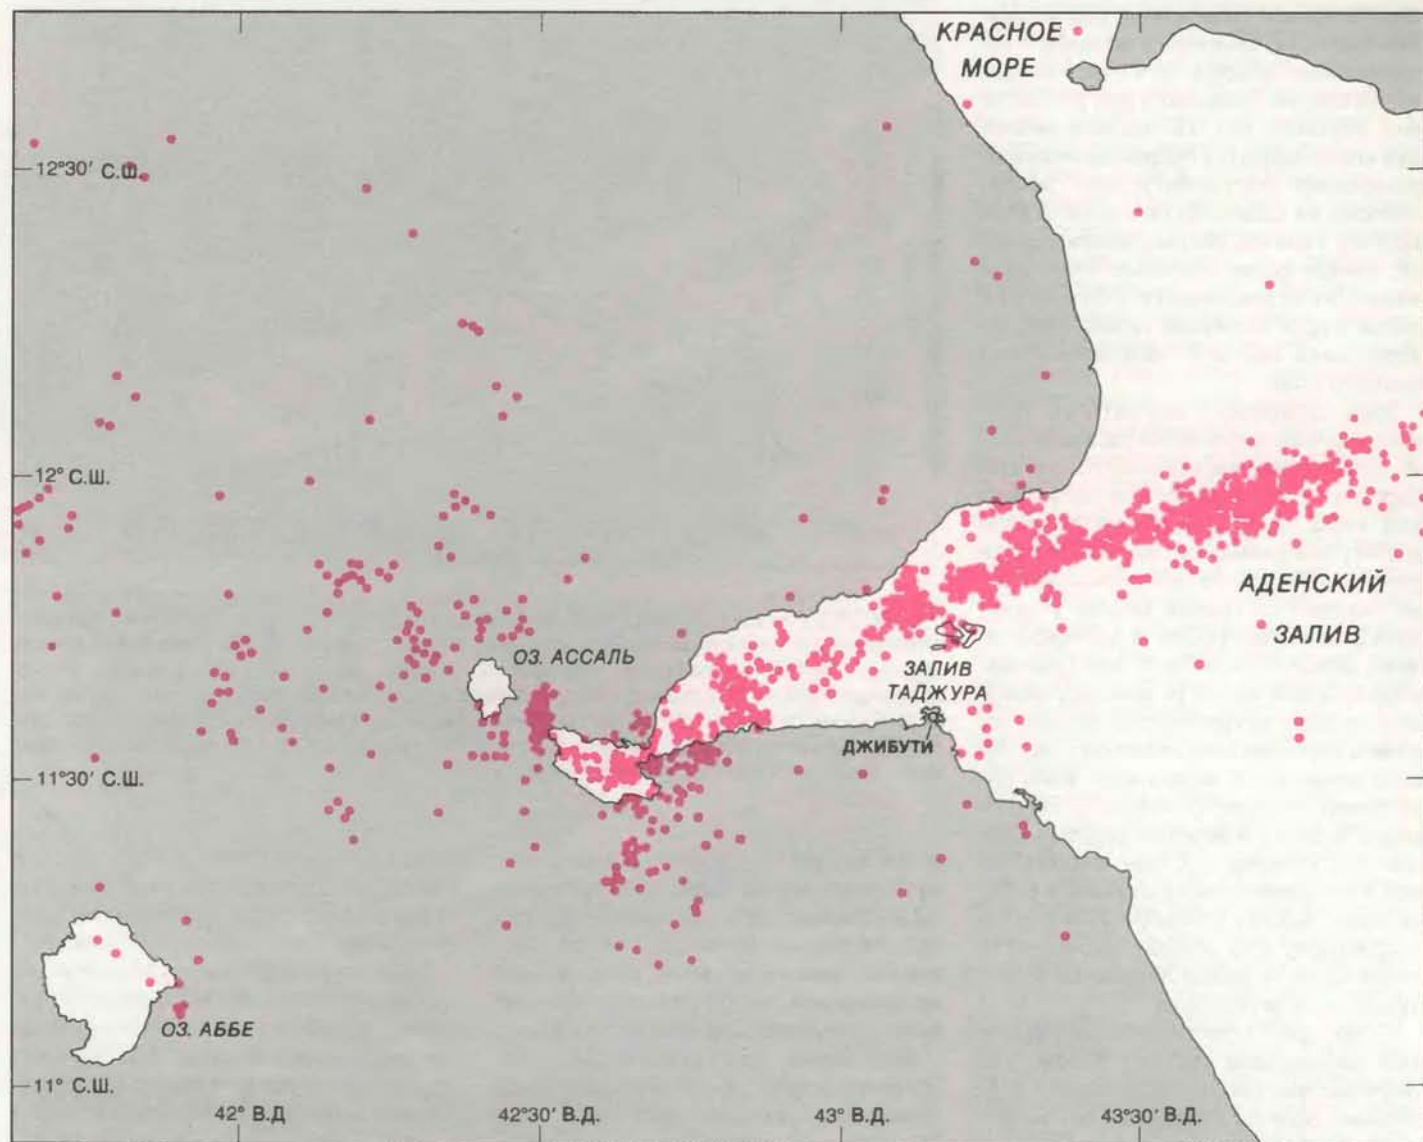 КРАСНОЕ
МОРЕ
12°30′ С.Ш.
12° С.Ш.
АДЕНСКИЙ
ЗАЛИВ
ОЗ. АССАЛЬ
ЗАЛИВ
ТАДЖУРА
ДЖИБУТИ
11°30′ С.Ш.
ОЗ. АББЕ
11° С.Ш.
42° В.Д
42°30′ В.Д.
43° В.Д.
43°30′ В.Д.